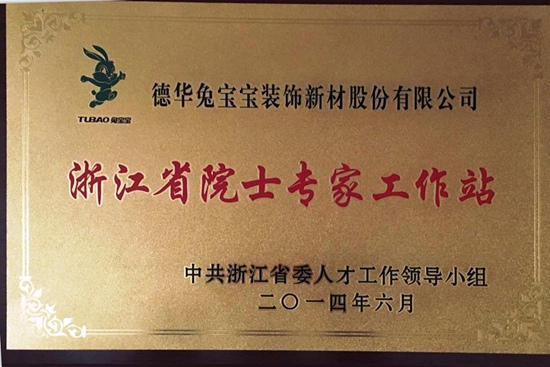 德华兔宝宝装饰新材股份有限公司
TUBAO 兔宝宝
浙江省院士专家工作站
中共浙江省委人才工作领导小组
二〇一四年六月